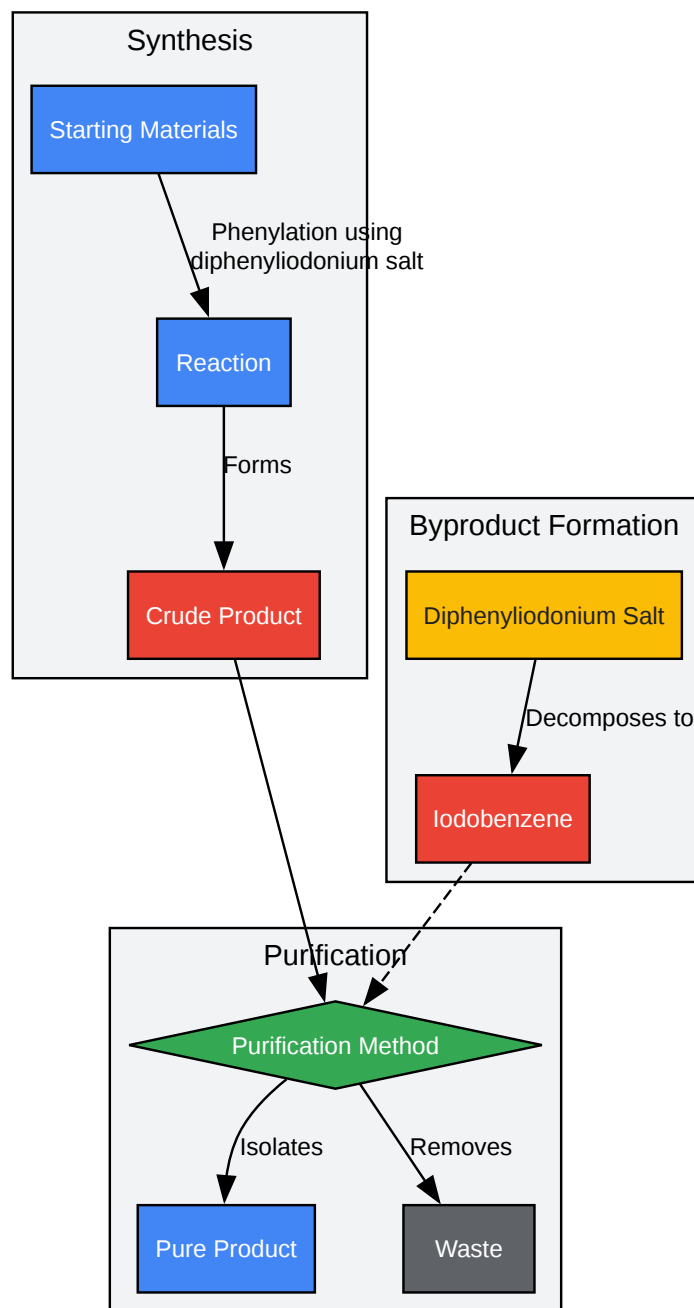 Synthesis
Starting Materials
Phenylation using
diphenyliodonium salt
Reaction
Forms
Crude Product
Byproduct Formation
Diphenyliodonium Salt
Decomposes to
Iodobenzene
Purification
Purification Method
Isolates
Removes
Pure Product
Waste